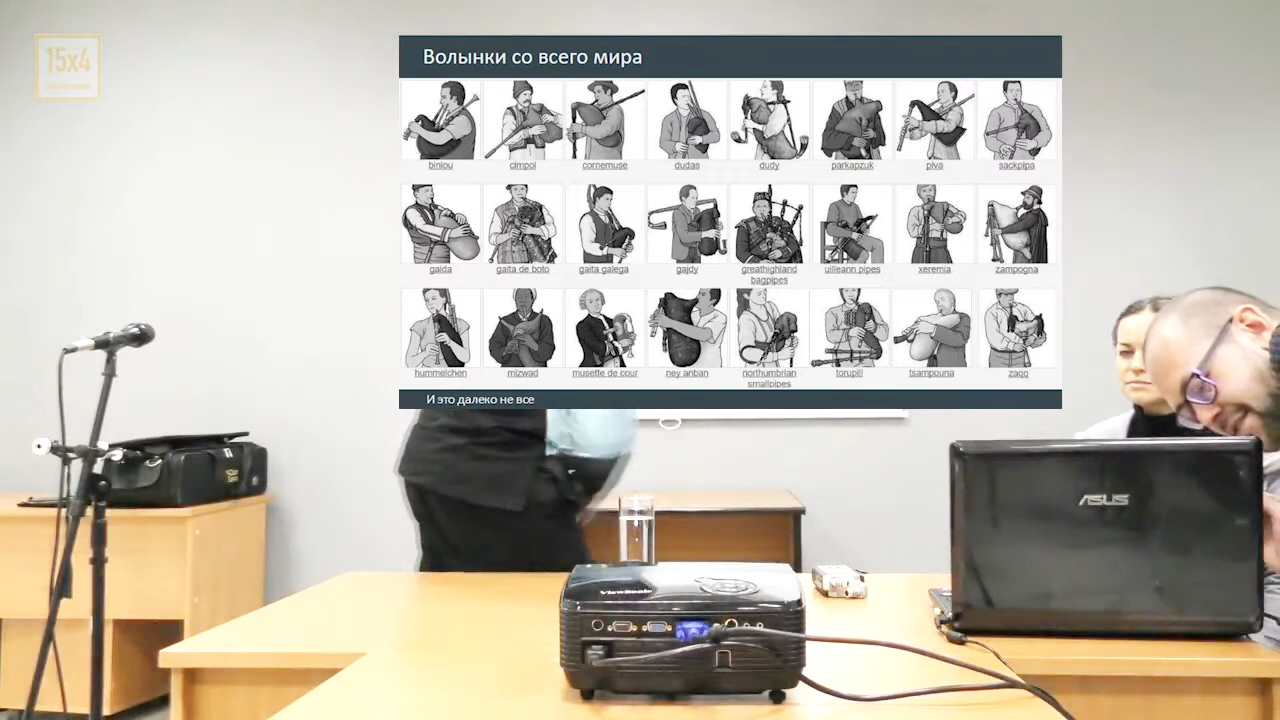 15x4
Волынки со всего мира
biniou cimpoi cornemuse dudas dudy parkapzuk piva sackpipa
gaida gaita de boto gaita galega gajdy greathighland bagpipes uilleann pipes xeremia zampogna
hummelchen mizwad musette de cour ney anban northumbrian smallpipes torupill tsampouna zaqq
И это далеко не все
ASUS
ViewSonic